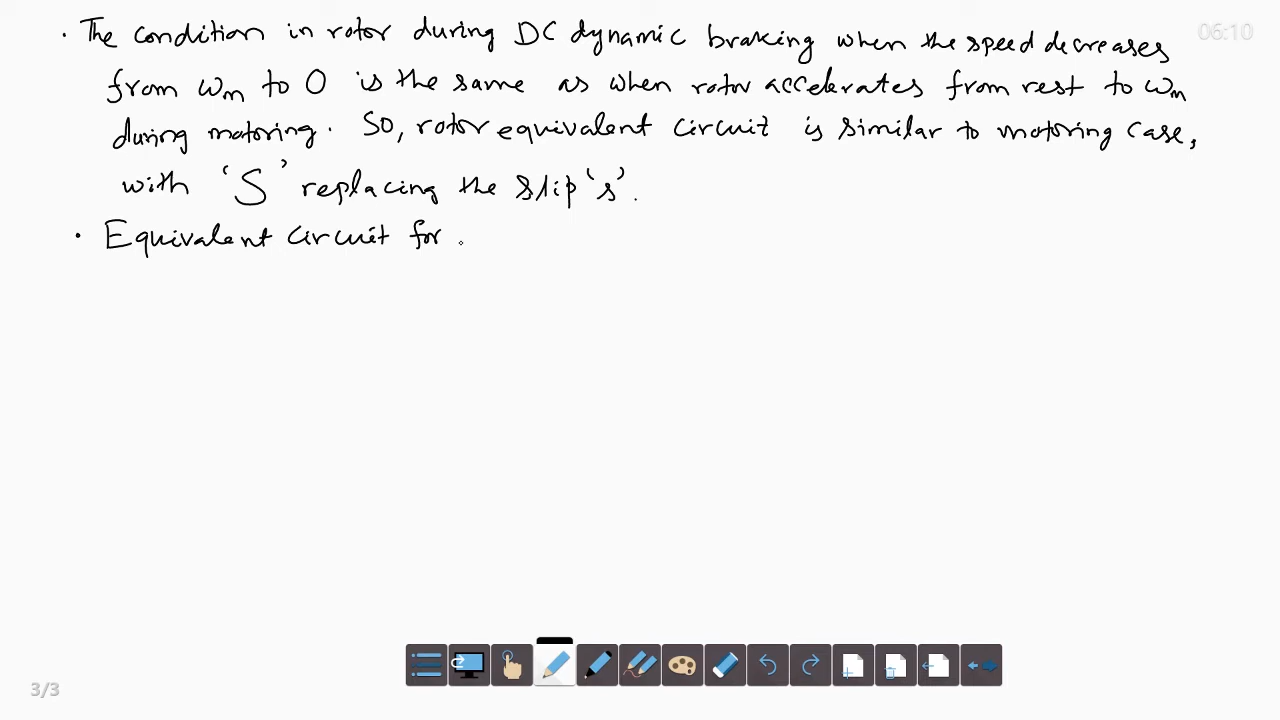 06:10
· The condition in rotor during DC dynamic braking when the speed decreases
from ωm to 0 is the same as when rotor accelerates from rest to ωm
during motoring. So, rotor equivalent circuit is similar to motoring case,
with 'S' replacing the slip 's'.
· Equivalent circuit for
3/3